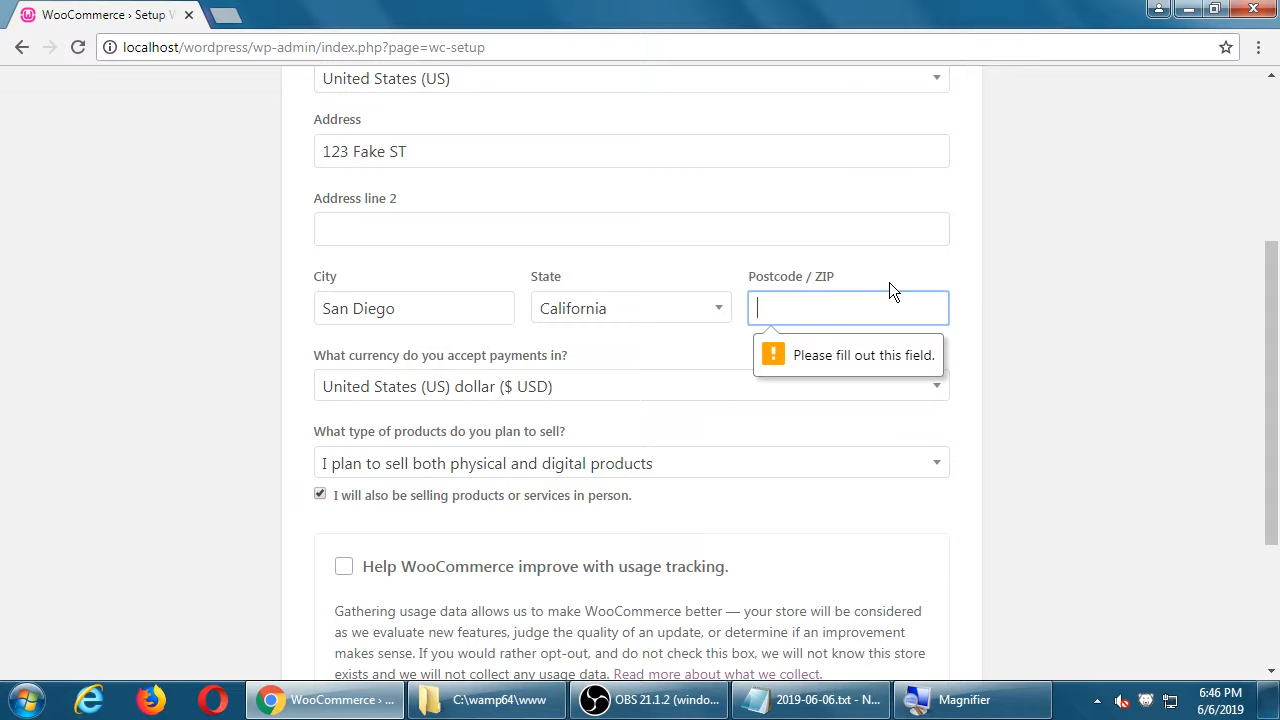 WooCommerce › Setup W
localhost/wordpress/wp-admin/index.php?page=wc-setup
United States (US)
Address
123 Fake ST
Address line 2
City
State
Postcode / ZIP
San Diego
California
Please fill out this field.
What currency do you accept payments in?
United States (US) dollar ($ USD)
What type of products do you plan to sell?
I plan to sell both physical and digital products
I will also be selling products or services in person.
Help WooCommerce improve with usage tracking.
Gathering usage data allows us to make WooCommerce better — your store will be considered
as we evaluate new features, judge the quality of an update, or determine if an improvement
makes sense. If you would rather opt-out, and do not check this box, we will not know this store
exists and we will not collect any usage data. Read more about what we collect.
WooCommerce › ...
C:\wamp64\www
OBS 21.1.2 (windo...
2019-06-06.txt - N...
Magnifier
6:46 PM
6/6/2019